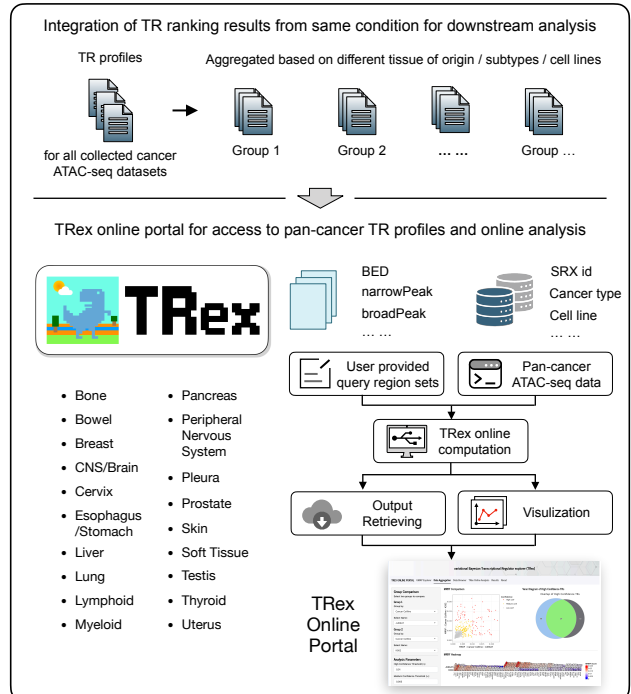 Integration of TR ranking results from same condition for downstream analysis
TR profiles
Aggregated based on different tissue of origin / subtypes / cell lines
for all collected cancer
ATAC-seq datasets
Group 1
Group 2
... ...
Group ...
TRex online portal for access to pan-cancer TR profiles and online analysis
TRex
BED
narrowPeak
broadPeak
... ...
SRX id
Cancer type
Cell line
... ...
User provided
query region sets
Pan-cancer
ATAC-seq data
TRex online
computation
Output
Retrieving
Visulization
• Bone
• Bowel
• Breast
• CNS/Brain
• Cervix
• Esophagus
/Stomach
• Liver
• Lung
• Lymphoid
• Myeloid
• Pancreas
• Peripheral
Nervous
System
• Pleura
• Prostate
• Skin
• Soft Tissue
• Testis
• Thyroid
• Uterus
TRex
Online
Portal
Group Comparison
Analysis Parameters